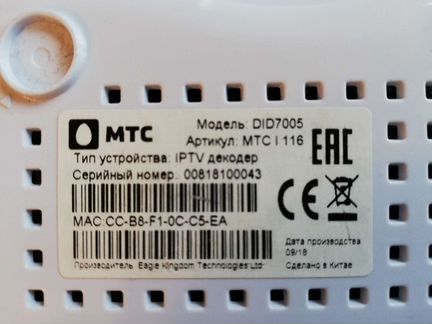 МТС
Модель: DID7005
Артикул: МТС I 116
Тип устройства: IPTV декодер
Серийный номер: 00818100043
EAC
CE
MAC:CC-B8-F1-0C-C5-EA
Дата производства
09/18
Производитель Eagle Kingdom Technologies Ltd
Сделано в Китае